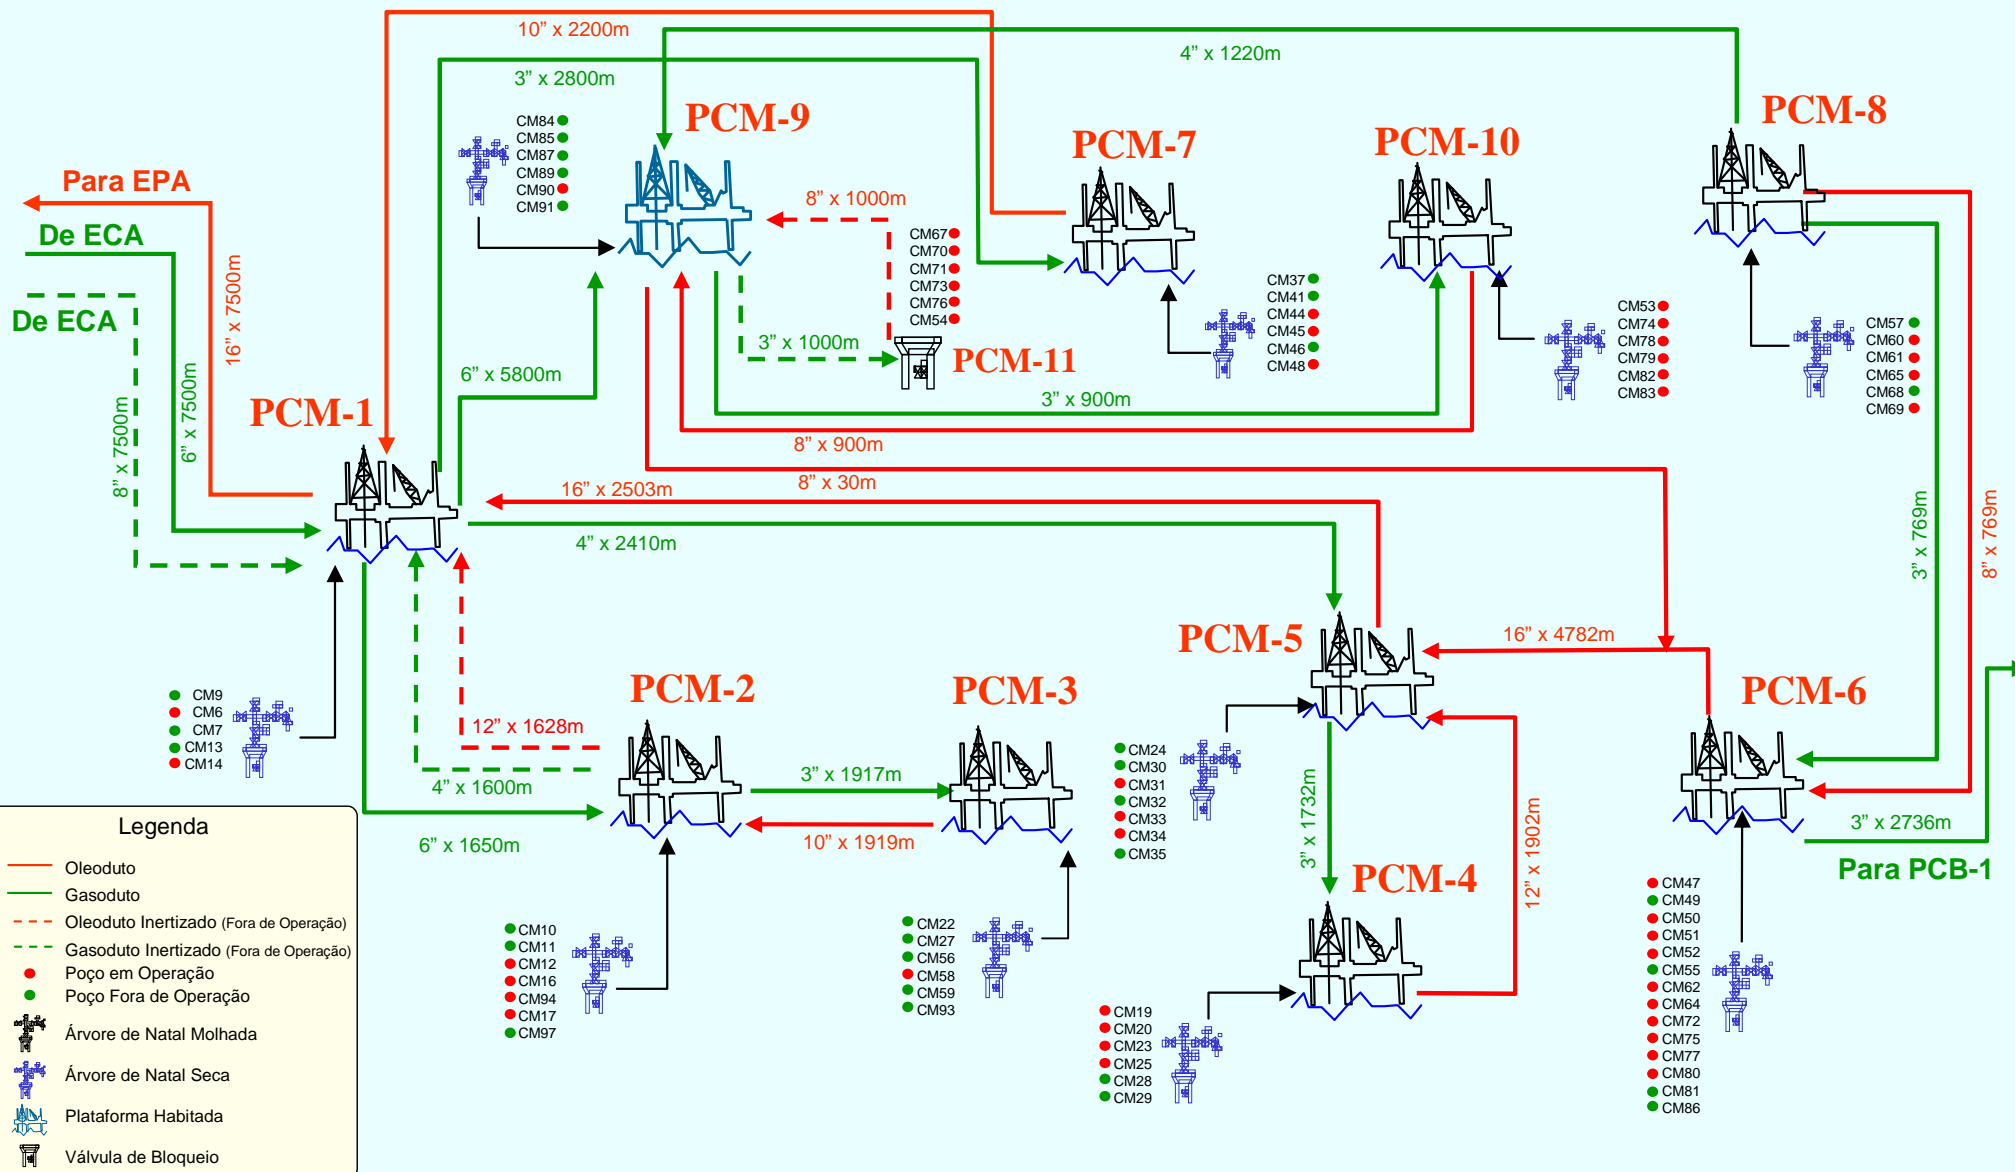 10” x 2200m
4” x 1220m
3” x 2800m
PCM-9
PCM-7
PCM-10
PCM-8
CM84
CM85
CM87
CM89
CM90
CM91
Para EPA
De ECA
De ECA
16” x 7500m
6” x 7500m
8” x 7500m
8” x 1000m
CM67
CM70
CM71
CM73
CM76
CM54
3” x 1000m
PCM-11
CM37
CM41
CM44
CM45
CM46
CM48
CM53
CM74
CM78
CM79
CM82
CM83
CM57
CM60
CM61
CM65
CM68
CM69
6” x 5800m
3” x 900m
8” x 900m
8” x 30m
PCM-1
16” x 2503m
4” x 2410m
3” x 769m
8” x 769m
PCM-5
16” x 4782m
PCM-2
PCM-3
PCM-6
CM9
CM6
CM7
CM13
CM14
12” x 1628m
4” x 1600m
6” x 1650m
3” x 1917m
10” x 1919m
CM24
CM30
CM31
CM32
CM33
CM34
CM35
3” x 1732m
12” x 1902m
3” x 2736m
Para PCB-1
PCM-4
CM10
CM11
CM12
CM16
CM94
CM17
CM97
CM22
CM27
CM56
CM58
CM59
CM93
CM19
CM20
CM23
CM25
CM28
CM29
CM47
CM49
CM50
CM51
CM52
CM55
CM62
CM64
CM72
CM75
CM77
CM80
CM81
CM86
Legenda
Oleoduto
Gasoduto
Oleoduto Inertizado (Fora de Operação)
Gasoduto Inertizado (Fora de Operação)
Poço em Operação
Poço Fora de Operação
Árvore de Natal Molhada
Árvore de Natal Seca
Plataforma Habitada
Válvula de Bloqueio